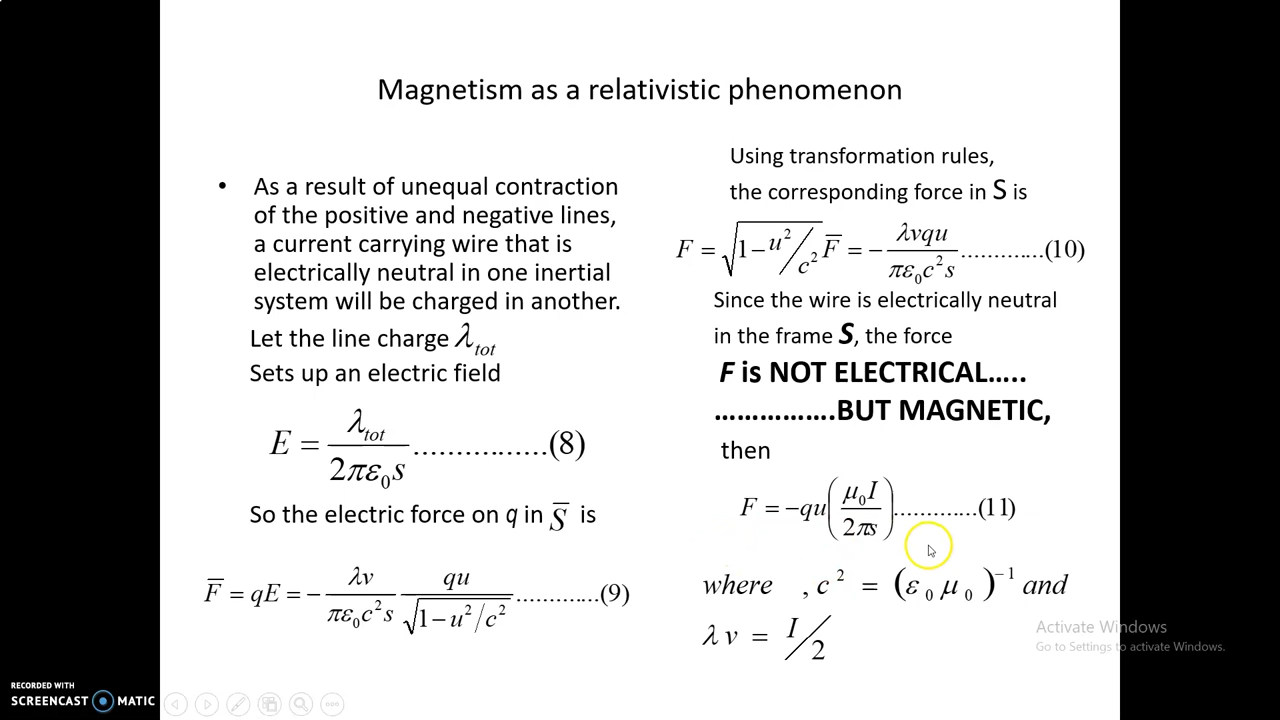 Magnetism as a relativistic phenomenon
• As a result of unequal contraction
of the positive and negative lines,
a current carrying wire that is
electrically neutral in one inertial
system will be charged in another.
Let the line charge λ_tot
Sets up an electric field
E = λ_tot / 2πε₀s ................(8)
So the electric force on q in S̅ is
F̅ = qE = − λv / πε₀c²s · qu / √(1 − u²/c²) ............(9)
Using transformation rules,
the corresponding force in S is
F = √(1 − u²/c²) F̅ = − λvqu / πε₀c²s ............(10)
Since the wire is electrically neutral
in the frame S, the force
F is NOT ELECTRICAL…..
…………….BUT MAGNETIC,
then
F = −qu(μ₀I / 2πs) ............(11)
where , c² = (ε₀μ₀)⁻¹ and
λv = I/2
Activate Windows
Go to Settings to activate Windows.
RECORDED WITH
SCREENCAST MATIC